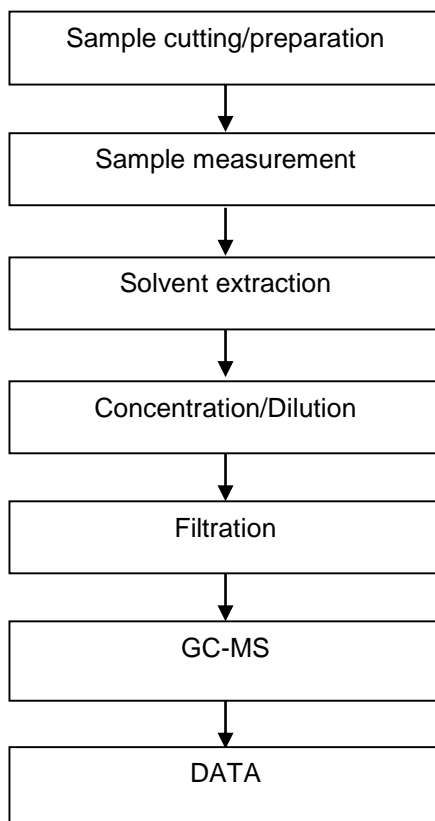 Sample cutting/preparation
Sample measurement
Solvent extraction
Concentration/Dilution
Filtration
GC-MS
DATA